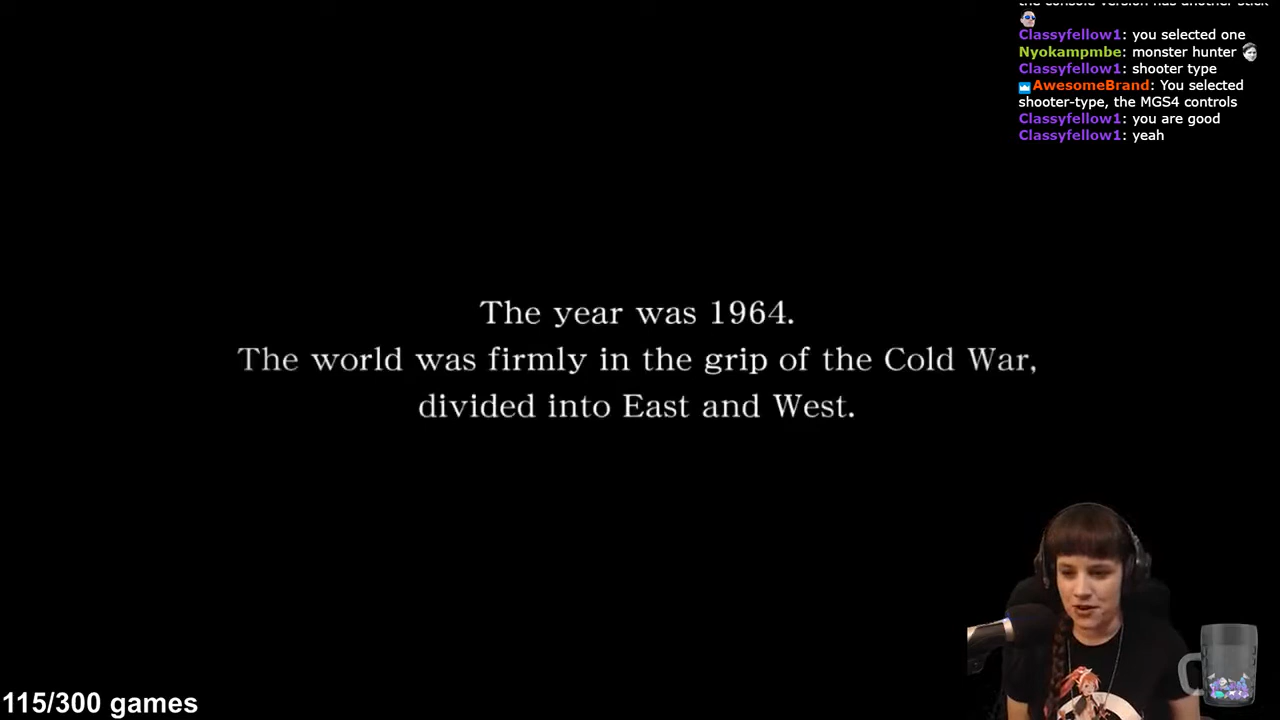 Classyfellow1: you selected one
Nyokampmbe: monster hunter
Classyfellow1: shooter type
AwesomeBrand: You selected
shooter-type, the MGS4 controls
Classyfellow1: you are good
Classyfellow1: yeah
The year was 1964.
The world was firmly in the grip of the Cold War,
divided into East and West.
115/300 games